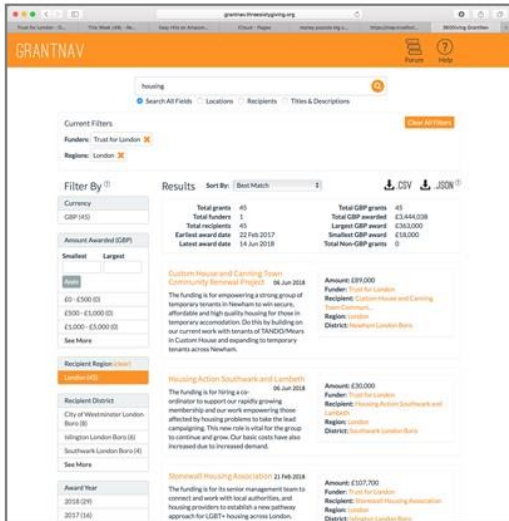 grantnav.threesixtygiving.org
GRANTNAV
Forum
Help
housing
Search All Fields
Locations
Recipients
Titles & Descriptions
Current Filters
Clear All Filters
Funders: Trust for London
Regions: London
Filter By
Results
Sort By: Best Match
.CSV
.JSON
Currency
GBP (45)
Total grants 45
Total funders 1
Total recipients 45
Earliest award date 22 Feb 2017
Latest award date 14 Jun 2018
Total GBP grants 45
Total GBP awarded £3,444,038
Largest GBP award £363,000
Smallest GBP award £18,000
Total Non-GBP grants 0
Amount Awarded (GBP)
Smallest Largest
Apply
£0 - £500 (0)
£500 - £1,000 (0)
£1,000 - £5,000 (0)
See More
Recipient Region (clear)
London (45)
Recipient District
City of Westminster London
Boro (8)
Islington London Boro (6)
Southwark London Boro (4)
See More
Award Year
2018 (29)
2017 (16)
Custom House and Canning Town
Community Renewal Project 06 Jun 2018
The funding is for empowering a strong group of
temporary tenants in Newham to win secure,
affordable and high quality housing for those in
temporary accomodation. Do this by building on
our current work with tenants of TANDO/Mears
in Custom House and expanding to temporary
tenants across Newham.
Amount: £89,000
Funder: Trust for London
Recipient: Custom House and Canning
Town Communi...
Region: London
District: Newham London Boro
Housing Action Southwark and Lambeth
06 Jun 2018
The funding is for hiring a co-
ordinator to support our rapidly growing
membership and our work empowering those
affected by housing problems to take the lead
campaigning. This new role is vital for the group
to continue and grow. Our basic costs have also
increased due to increased demand.
Amount: £30,000
Funder: Trust for London
Recipient: Housing Action Southwark and
Lambeth
Region: London
District: Southwark London Boro
Stonewall Housing Association 21 Feb 2018
The funding is for its senior management team to
connect and work with local authorities, and
housing providers to establish a new pathway
approach for LGBT+ housing across London.
Amount: £107,700
Funder: Trust for London
Recipient: Stonewall Housing Association
Region: London
District: Islington London Boro